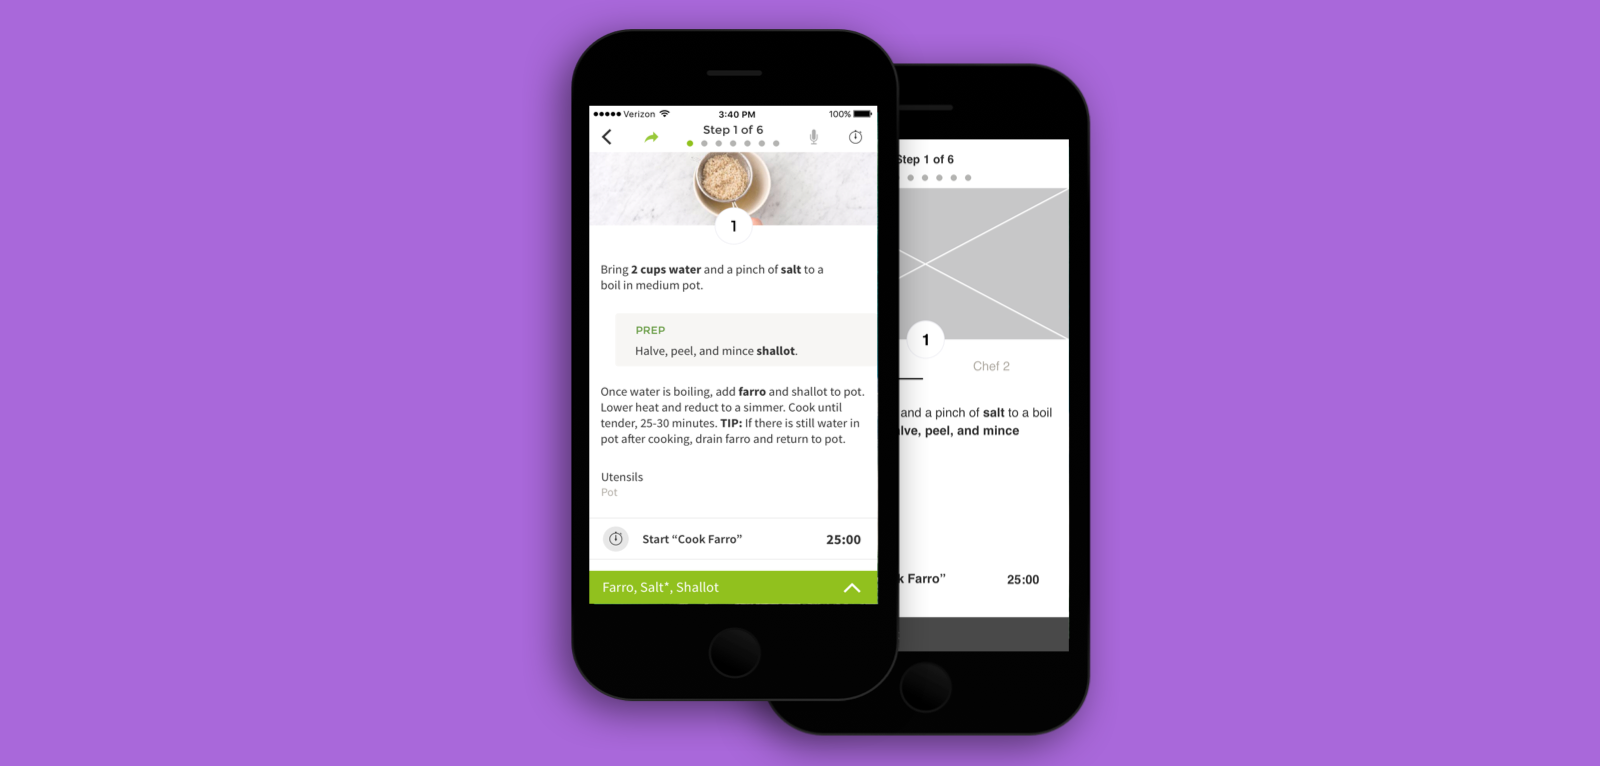 Verizon 3:40 PM 100%
Step 1 of 6
1
Bring 2 cups water and a pinch of salt to a
boil in medium pot.
PREP
Halve, peel, and mince shallot.
Once water is boiling, add farro and shallot to pot.
Lower heat and reduct to a simmer. Cook until
tender, 25-30 minutes. TIP: If there is still water in
pot after cooking, drain farro and return to pot.
Utensils
Pot
Start “Cook Farro” 25:00
Farro, Salt*, Shallot
Step 1 of 6
1
Chef 2
and a pinch of salt to a boil
peel, and mince
Farro” 25:00